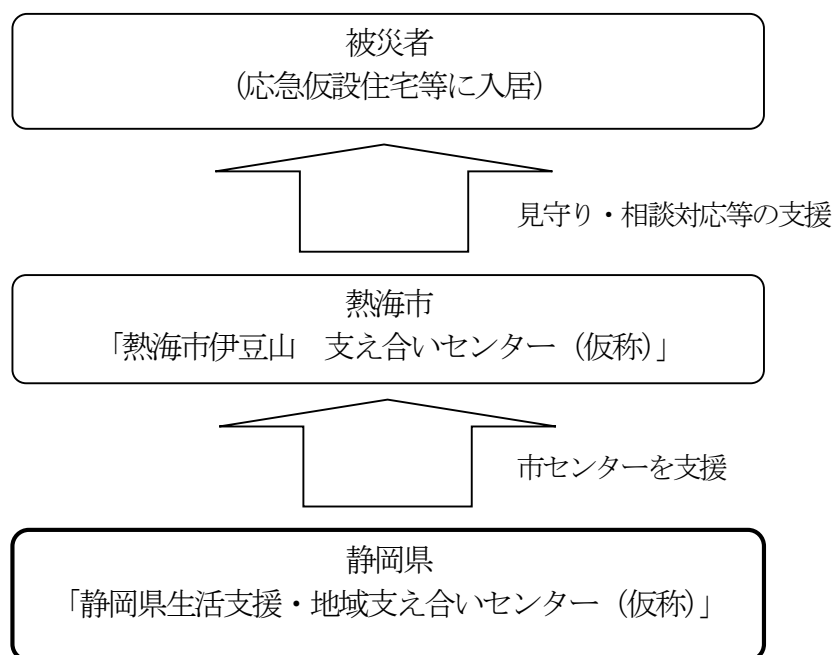 被災者
(応急仮設住宅等に入居)
見守り・相談対応等の支援
熱海市
「熱海市伊豆山　支え合いセンター（仮称）」
市センターを支援
静岡県
「静岡県生活支援・地域支え合いセンター（仮称）」